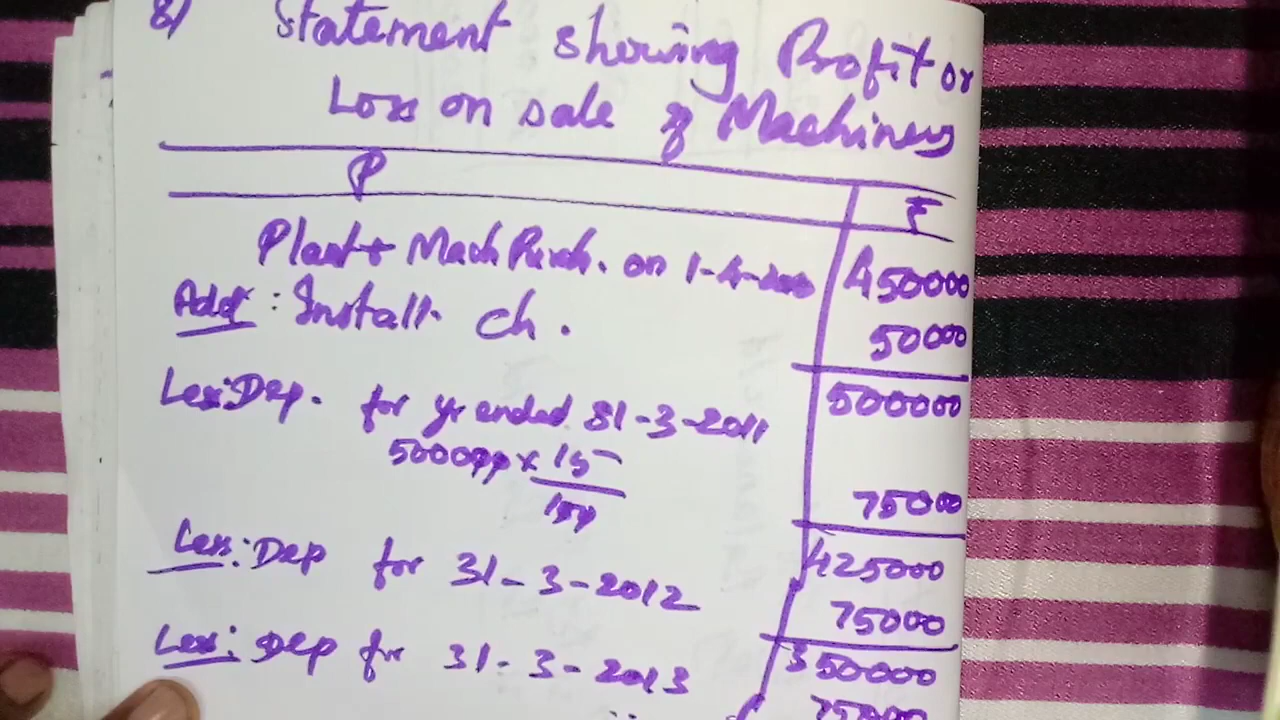 8) Statement showing Profit or
Loss on sale of Machinery
P ₹
Plant + Mach Purch. on 1-4- 450000
Add: Install. ch. 50000
500000
Less: Dep. for yr ended 31-3-2011
500000 x 15/100 75000
425000
Less: Dep for 31-3-2012 75000
350000
Less: Dep for 31-3-2013 75000